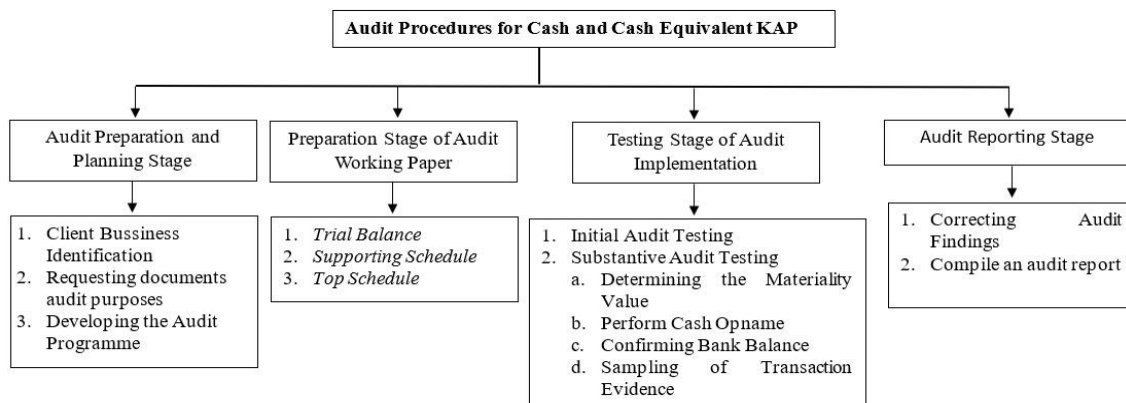 Audit Procedures for Cash and Cash Equivalent KAP
Audit Preparation and
Planning Stage
Preparation Stage of Audit
Working Paper
Testing Stage of Audit
Implementation
Audit Reporting Stage
1. Client Bussiness
Identification
2. Requesting documents
audit purposes
3. Developing the Audit
Programme
1. Trial Balance
2. Supporting Schedule
3. Top Schedule
1. Initial Audit Testing
2. Substantive Audit Testing
a. Determining the Materiality
Value
b. Perform Cash Opname
c. Confirming Bank Balance
d. Sampling of Transaction
Evidence
1. Correcting Audit
Findings
2. Compile an audit report